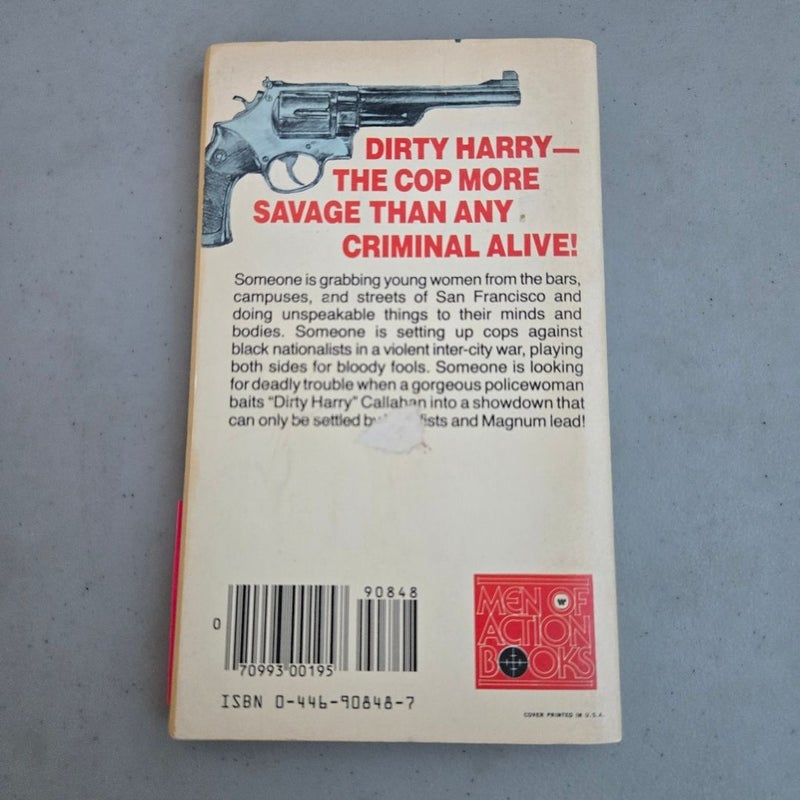 DIRTY HARRY—
THE COP MORE
SAVAGE THAN ANY
CRIMINAL ALIVE!
Someone is grabbing young women from the bars,
campuses, and streets of San Francisco and
doing unspeakable things to their minds and
bodies. Someone is setting up cops against
black nationalists in a violent inter-city war, playing
both sides for bloody fools. Someone is looking
for deadly trouble when a gorgeous policewoman
baits "Dirty Harry" Callahan into a showdown that
can only be settled by and Magnum lead!
90848
0
70993 00195
ISBN 0-446-90848-7
MEN OF
ACTION
BOOKS
W
COVER PRINTED IN U.S.A.